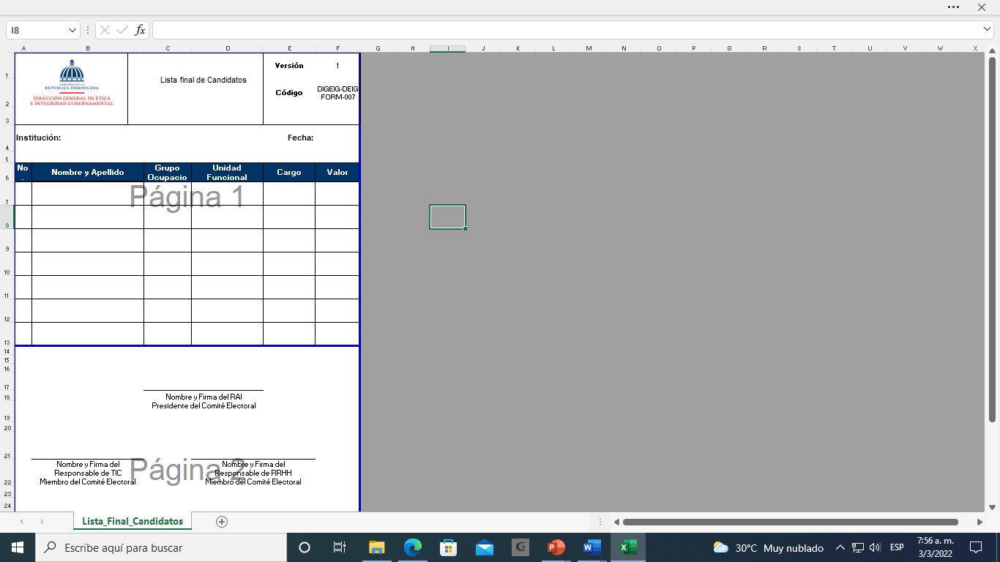 I8
fx
A B C D E F G H I J K L M N O P Q R S T U V W X
1
2
3
4
5
6
7
8
9
10
11
12
13
14
15
16
17
18
19
20
21
22
23
24
GOBIERNO DE LA
REPÚBLICA DOMINICANA
DIRECCIÓN GENERAL DE ÉTICA
E INTEGRIDAD GUBERNAMENTAL
Lista final de Candidatos
Versión 1
Código
DIGEIG-DEIG
FORM-007
Institución: Fecha:
No
.
Nombre y Apellido
Grupo
Ocupacio
Unidad
Funcional
Cargo
Valor
Página 1
Nombre y Firma del RAI
Presidente del Comité Electoral
Nombre y Firma del
Responsable de TIC
Miembro del Comité Electoral
Página 2
Nombre y Firma del
Responsable de RRHH
Miembro del Comité Electoral
Lista_Final_Candidatos
Escribe aquí para buscar
G
P
W
X
30°C Muy nublado
ESP
7:56 a. m.
3/3/2022